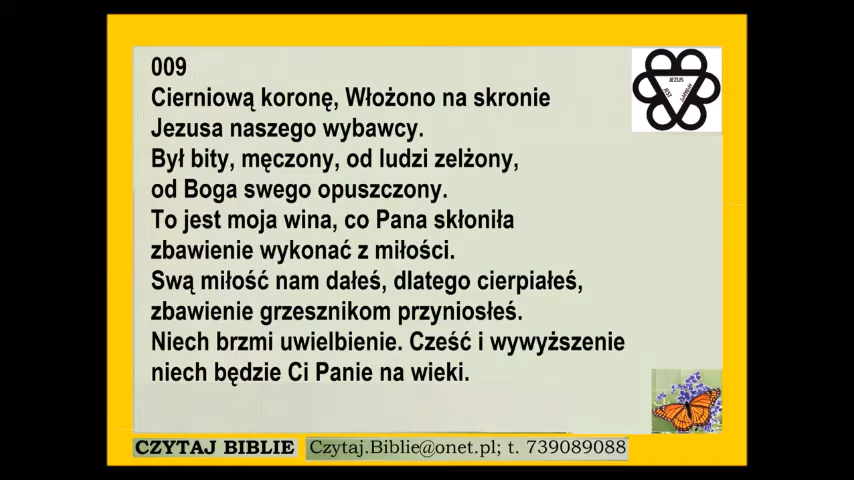 009
Cierniową koronę, Włożono na skronie
Jezusa naszego wybawcy.
Był bity, męczony, od ludzi zelżony,
od Boga swego opuszczony.
To jest moja wina, co Pana skłoniła
zbawienie wykonać z miłości.
Swą miłość nam dałeś, dlatego cierpiałeś,
zbawienie grzesznikom przyniosłeś.
Niech brzmi uwielbienie. Cześć i wywyższenie
niech będzie Ci Panie na wieki.
JEZUS
JEST
CZYTAJ BIBLIE Czytaj.Biblie@onet.pl; t. 739089088